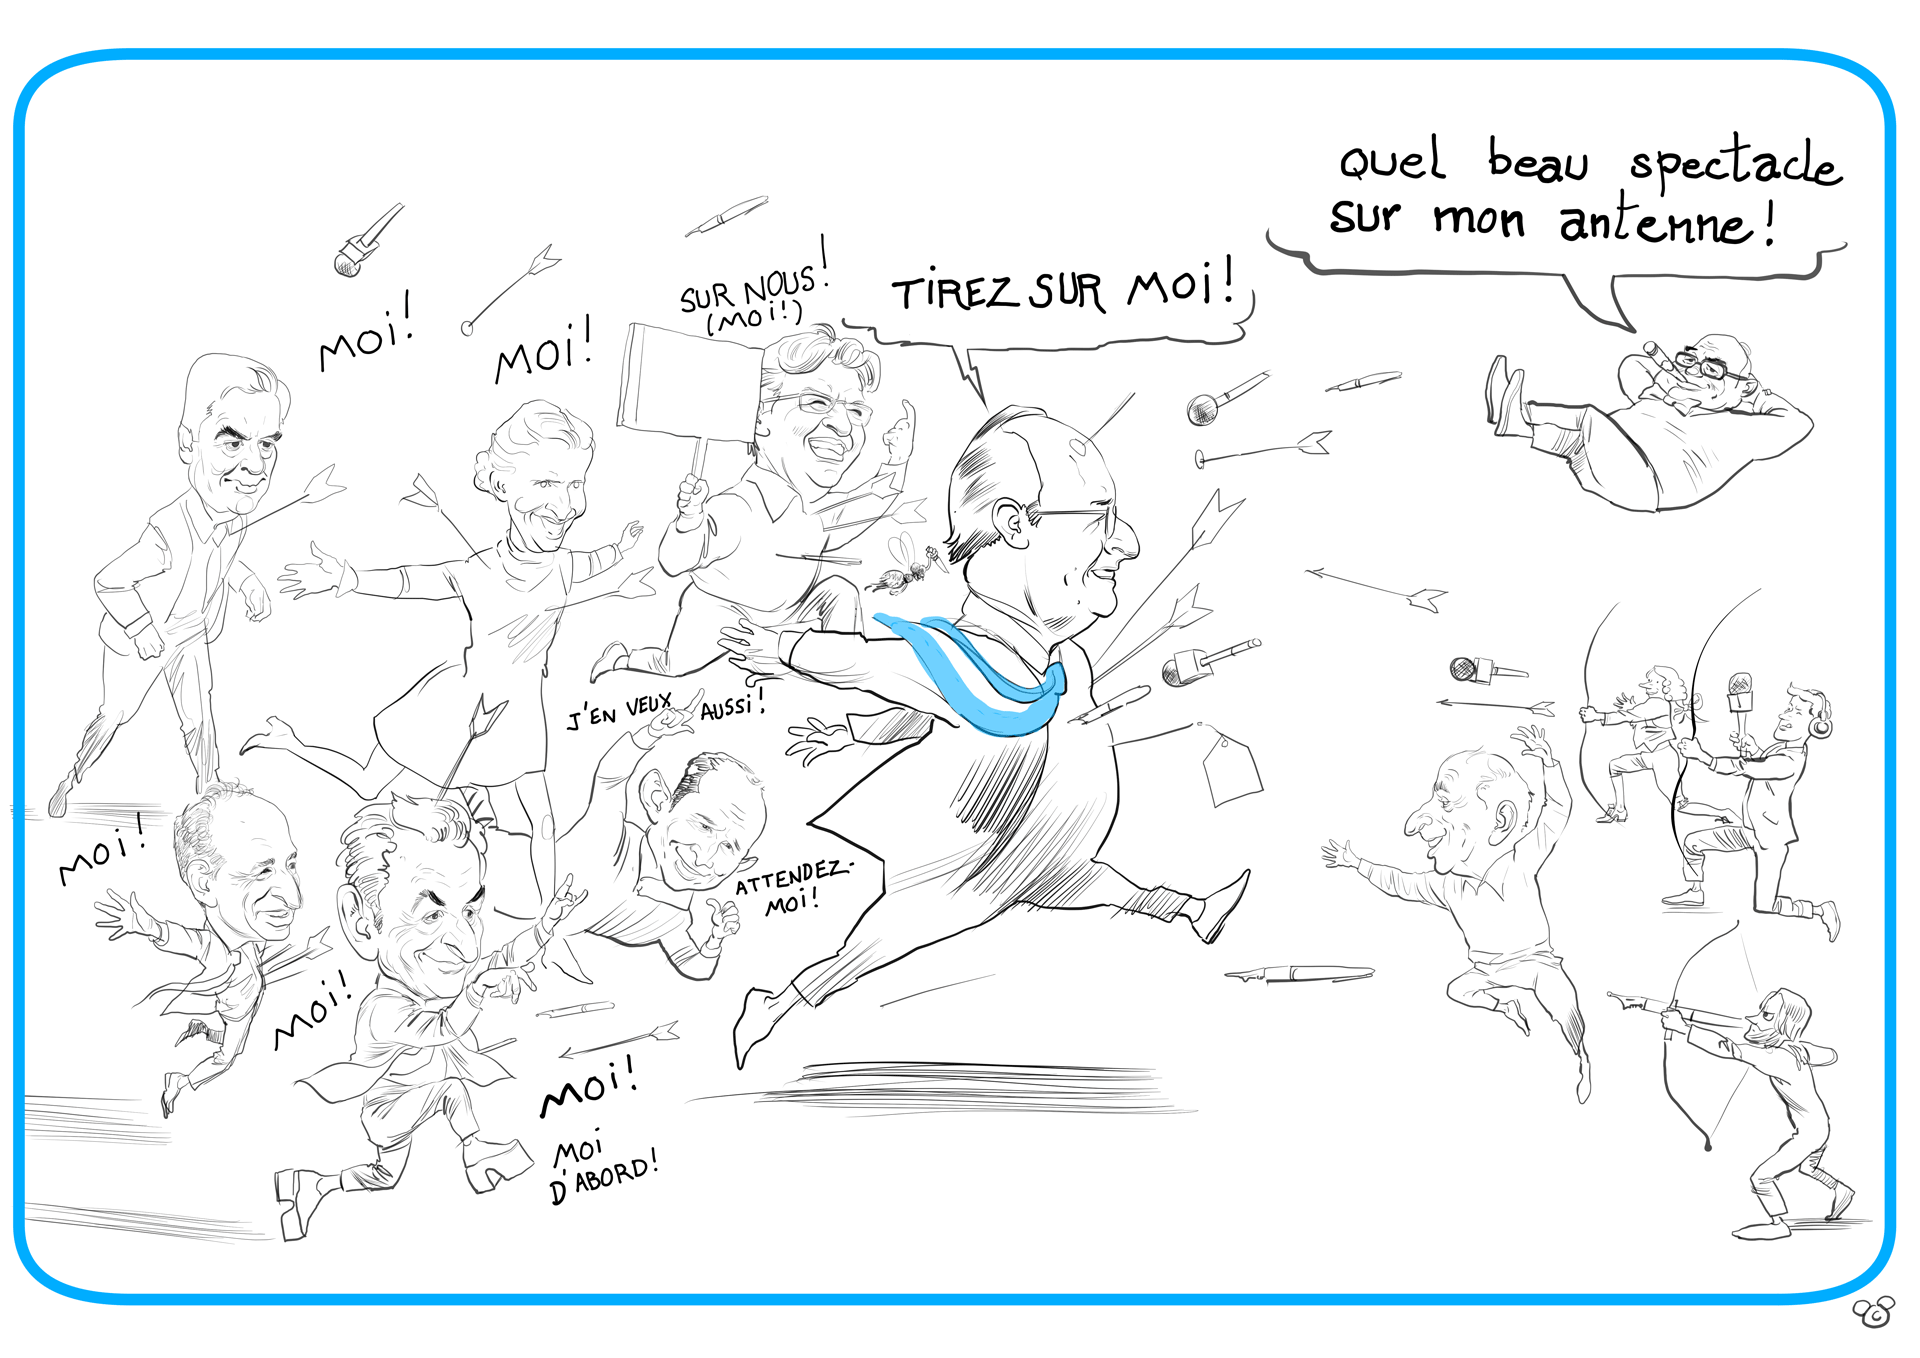 Quel beau spectacle
sur mon antenne !
TIREZ SUR MOI !
SUR NOUS !
(MOI !)
MOI !
MOI !
J'EN VEUX AUSSI !
ATTENDEZ-
MOI !
MOI !
MOI !
MOI !
MOI
D'ABORD !